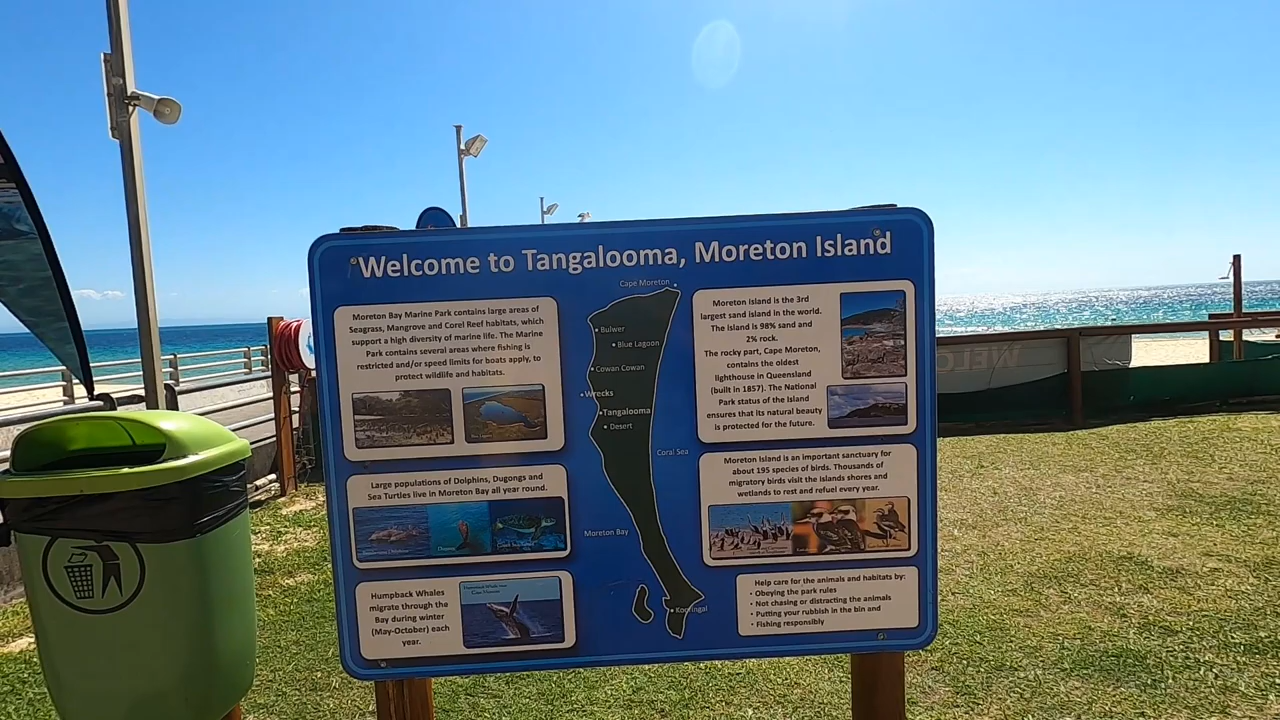 Welcome to Tangalooma, Moreton Island
Moreton Bay Marine Park contains large areas of
Seagrass, Mangrove and Corel Reef habitats, which
support a high diversity of marine life. The Marine
Park contains several areas where fishing is
restricted and/or speed limits for boats apply, to
protect wildlife and habitats.
Large populations of Dolphins, Dugongs and
Sea Turtles live in Moreton Bay all year round.
Humpback Whales
migrate through the
Bay during winter
(May-October) each
year.
Cape Moreton
Bulwer
Blue Lagoon
Cowan Cowan
Wrecks
Tangalooma
Desert
Coral Sea
Moreton Bay
Kooringal
Moreton island is the 3rd
largest sand island in the world.
The island is 98% sand and
2% rock.
The rocky part, Cape Moreton,
contains the oldest
lighthouse in Queensland
(built in 1857). The National
Park status of the Island
ensures that its natural beauty
is protected for the future.
Moreton Island is an important sanctuary for
about 195 species of birds. Thousands of
migratory birds visit the islands shores and
wetlands to rest and refuel every year.
Help care for the animals and habitats by:
• Obeying the park rules
• Not chasing or distracting the animals
• Putting your rubbish in the bin and
• Fishing responsibly